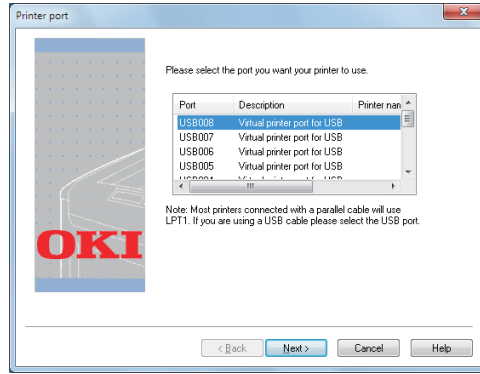 Printer port
Please select the port you want your printer to use.
Port Description Printer nan
USB008 Virtual printer port for USB
USB007 Virtual printer port for USB
USB006 Virtual printer port for USB
USB005 Virtual printer port for USB
Note: Most printers connected with a parallel cable will use
LPT1. If you are using a USB cable please select the USB port.
OKI
< Back Next > Cancel Help